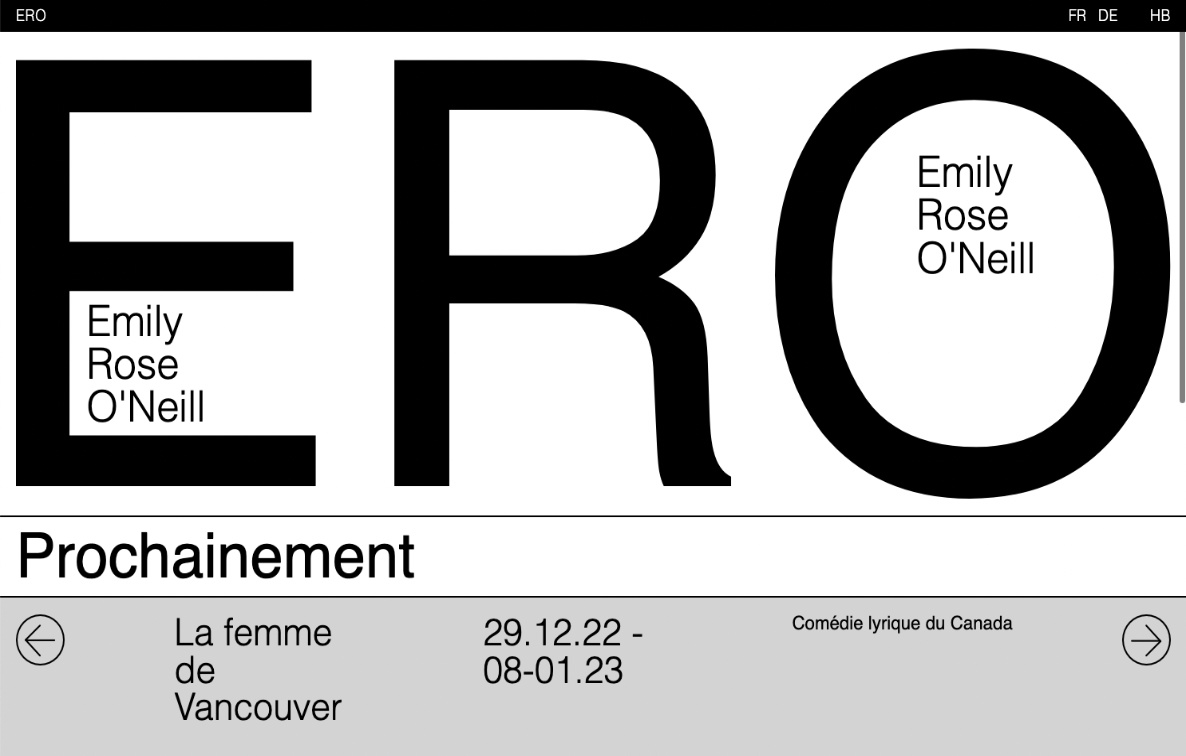 ERO
FR DE HB
ERO
Emily
Rose
O'Neill
Emily
Rose
O'Neill
Prochainement
La femme
de
Vancouver
29.12.22 -
08-01.23
Comédie lyrique du Canada